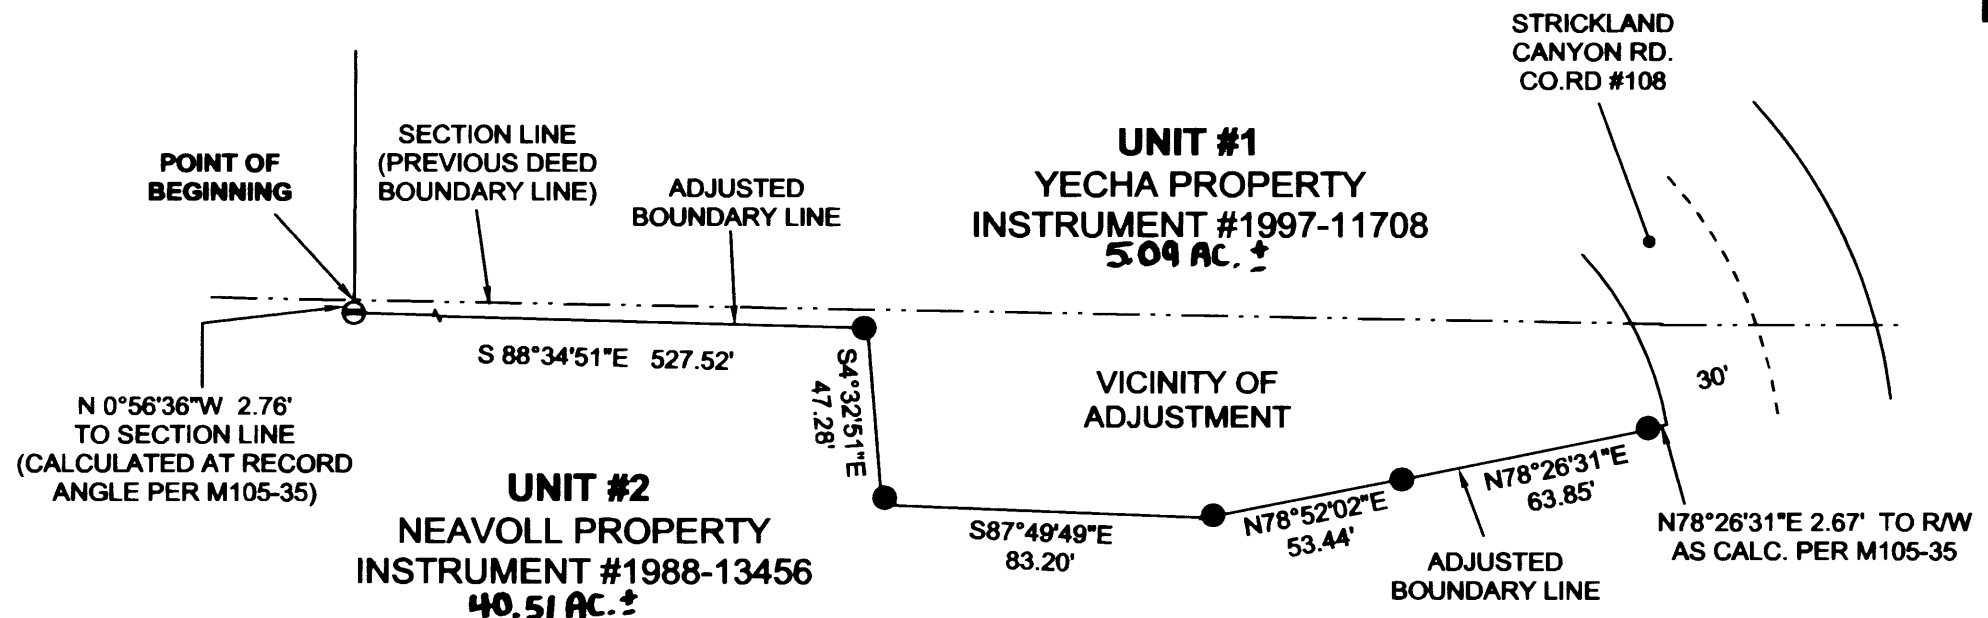 STRICKLAND
CANYON RD.
CO.RD #108
SECTION LINE
(PREVIOUS DEED
BOUNDARY LINE)
POINT OF
BEGINNING
ADJUSTED
BOUNDARY LINE
UNIT #1
YECHA PROPERTY
INSTRUMENT #1997-11708
5.09 AC. ±
S 88°34'51"E 527.52'
S4°32'51"E
47.28'
VICINITY OF
ADJUSTMENT
30'
N 0°56'36"W 2.76'
TO SECTION LINE
(CALCULATED AT RECORD
ANGLE PER M105-35)
UNIT #2
NEAVOLL PROPERTY
INSTRUMENT #1988-13456
40.51 AC. ±
S87°49'49"E
83.20'
N78°52'02"E
53.44'
N78°26'31"E
63.85'
ADJUSTED
BOUNDARY LINE
N78°26'31"E 2.67' TO R/W
AS CALC. PER M105-35